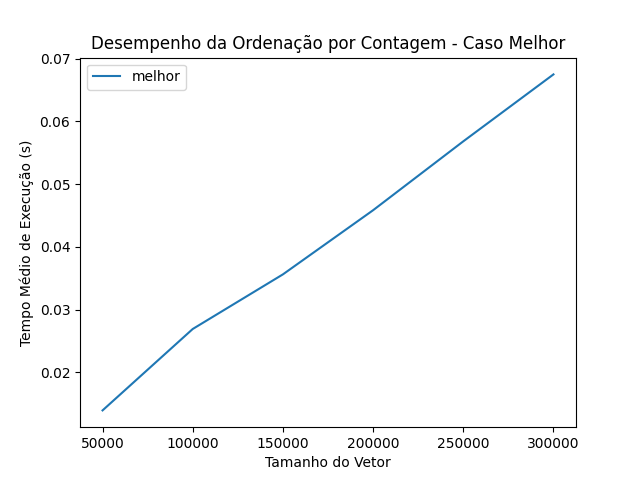 Desempenho da Ordenação por Contagem - Caso Melhor
melhor
Tempo Médio de Execução (s)
0.07
0.06
0.05
0.04
0.03
0.02
50000 100000 150000 200000 250000 300000
Tamanho do Vetor